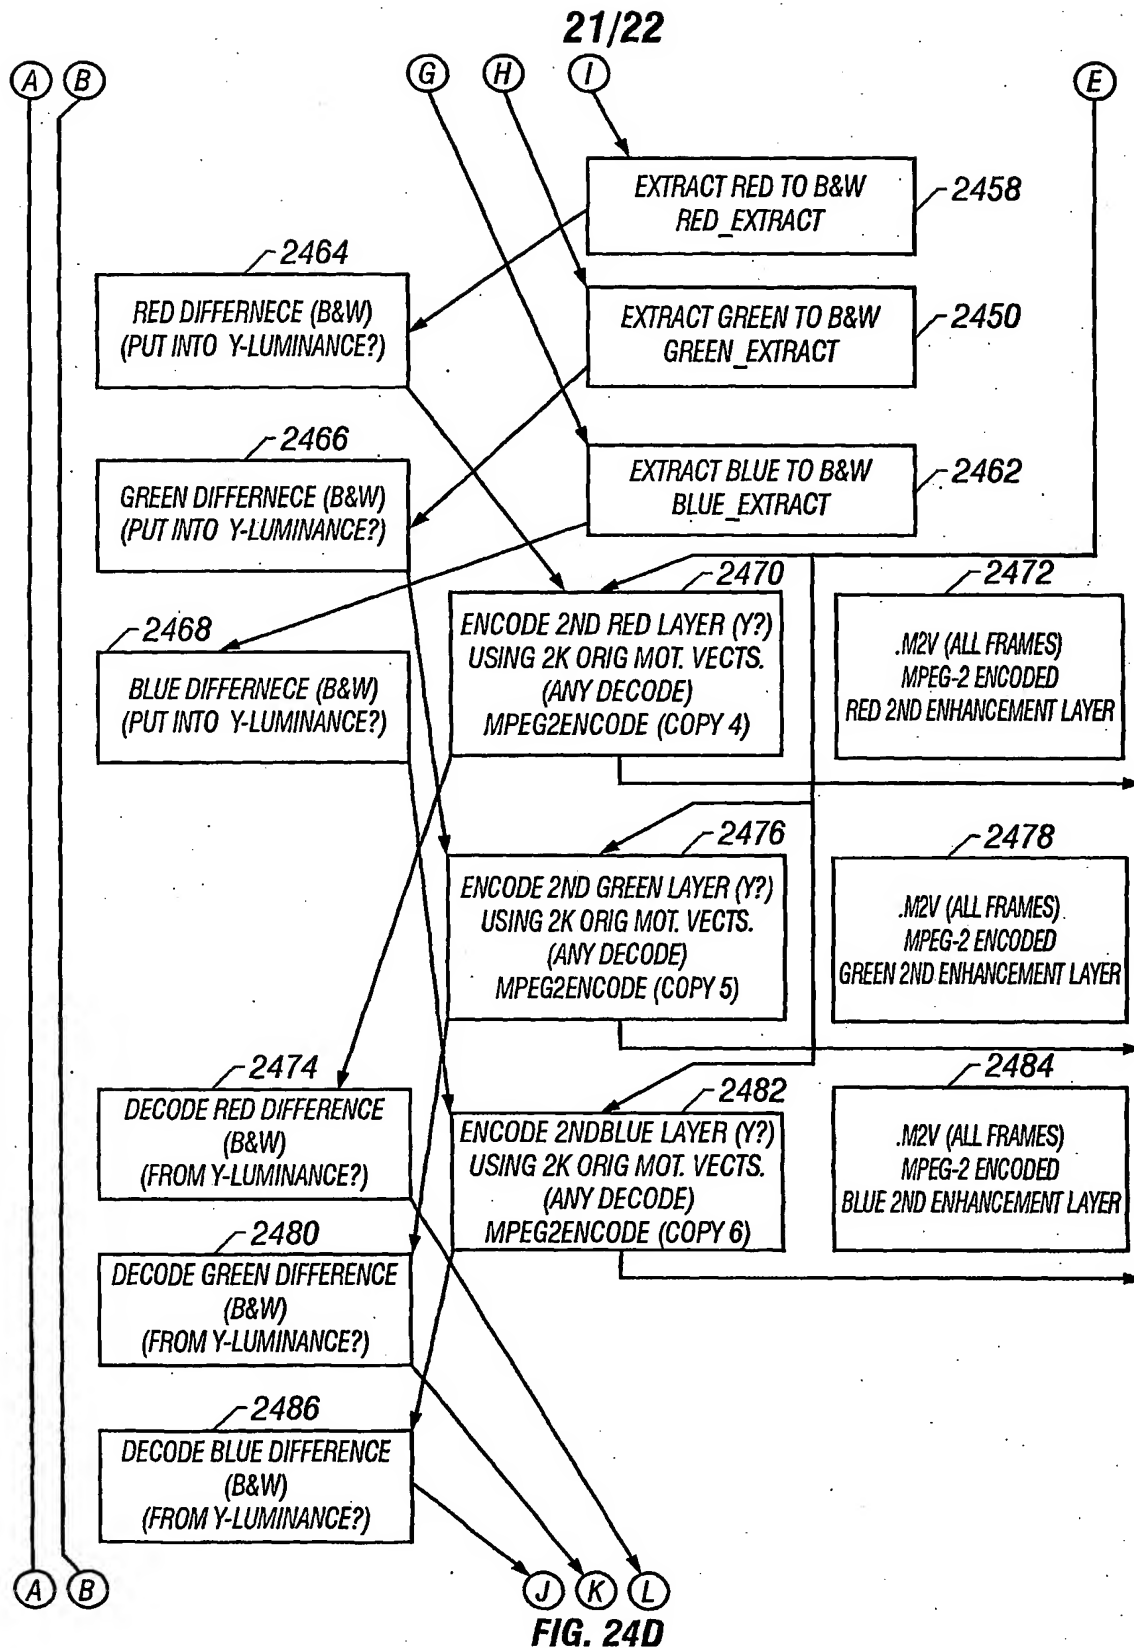 21/22
A B G H I E
EXTRACT RED TO B&W
RED_EXTRACT
2458
2464
RED DIFFERNECE (B&W)
(PUT INTO Y-LUMINANCE?)
EXTRACT GREEN TO B&W
GREEN_EXTRACT
2450
2466
GREEN DIFFERNECE (B&W)
(PUT INTO Y-LUMINANCE?)
EXTRACT BLUE TO B&W
BLUE_EXTRACT
2462
2468
BLUE DIFFERNECE (B&W)
(PUT INTO Y-LUMINANCE?)
2470
ENCODE 2ND RED LAYER (Y?)
USING 2K ORIG MOT. VECTS.
(ANY DECODE)
MPEG2ENCODE (COPY 4)
2472
.M2V (ALL FRAMES)
MPEG-2 ENCODED
RED 2ND ENHANCEMENT LAYER
2476
ENCODE 2ND GREEN LAYER (Y?)
USING 2K ORIG MOT. VECTS.
(ANY DECODE)
MPEG2ENCODE (COPY 5)
2478
.M2V (ALL FRAMES)
MPEG-2 ENCODED
GREEN 2ND ENHANCEMENT LAYER
2474
DECODE RED DIFFERENCE
(B&W)
(FROM Y-LUMINANCE?)
2482
ENCODE 2NDBLUE LAYER (Y?)
USING 2K ORIG MOT. VECTS.
(ANY DECODE)
MPEG2ENCODE (COPY 6)
2484
.M2V (ALL FRAMES)
MPEG-2 ENCODED
BLUE 2ND ENHANCEMENT LAYER
2480
DECODE GREEN DIFFERENCE
(B&W)
(FROM Y-LUMINANCE?)
2486
DECODE BLUE DIFFERENCE
(B&W)
(FROM Y-LUMINANCE?)
A B J K L
FIG. 24D